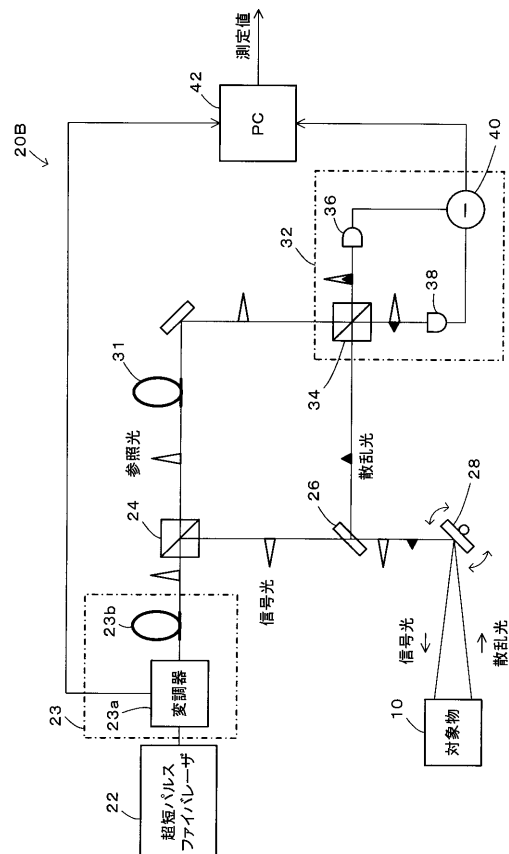 20B
22
超短パルス
ファイバレーザ
23
23a
変調器
23b
24
参照光
31
信号光
26
散乱光
28
信号光
散乱光
10
対象物
32
34
36
38
40
42
PC
測定値